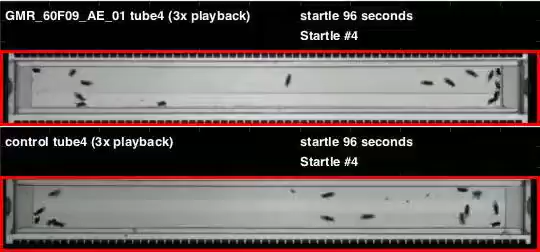 GMR_60F09_AE_01 tube4 (3x playback) startle 96 seconds
Startle #4
control tube4 (3x playback) startle 96 seconds
Startle #4